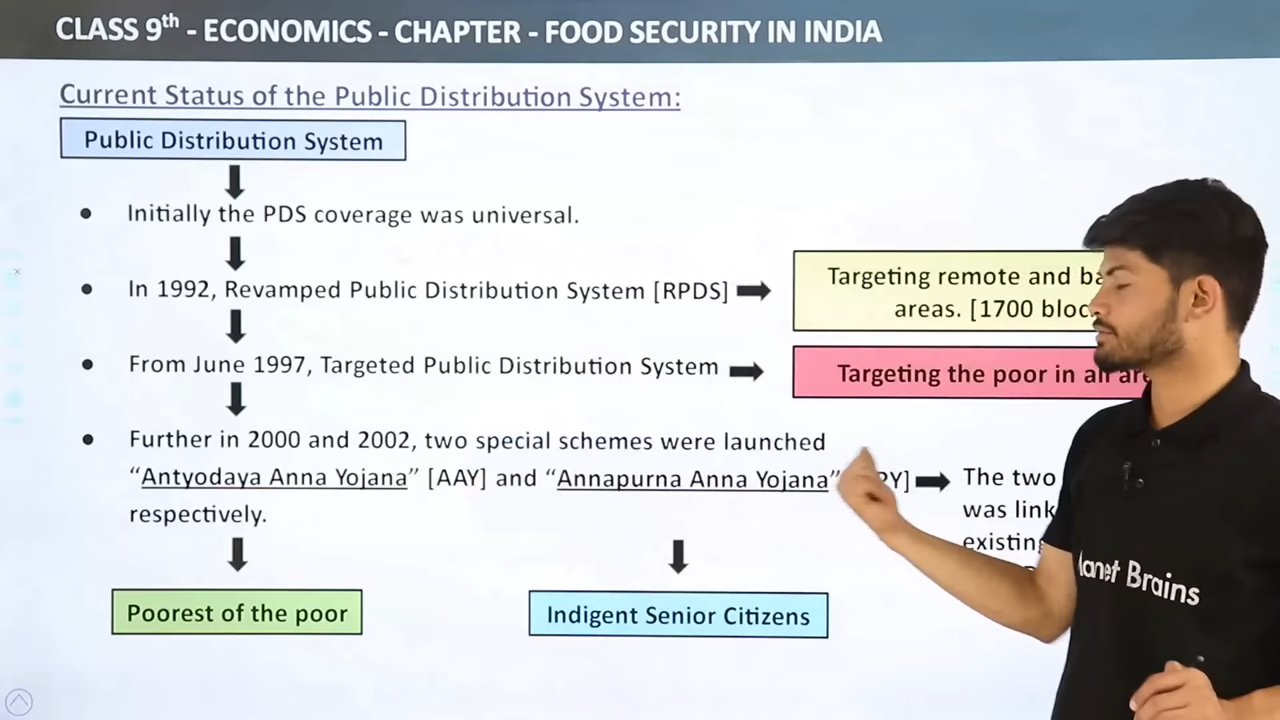 CLASS 9th - ECONOMICS - CHAPTER - FOOD SECURITY IN INDIA
Current Status of the Public Distribution System:
Public Distribution System
• Initially the PDS coverage was universal.
• In 1992, Revamped Public Distribution System [RPDS]
Targeting remote and
areas. [1700
• From June 1997, Targeted Public Distribution System
Targeting the poor in all
• Further in 2000 and 2002, two special schemes were launched
“Antyodaya Anna Yojana” [AAY] and “Annapurna Anna Yojana”
respectively.
The two
was
Poorest of the poor
Indigent Senior Citizens
Brains